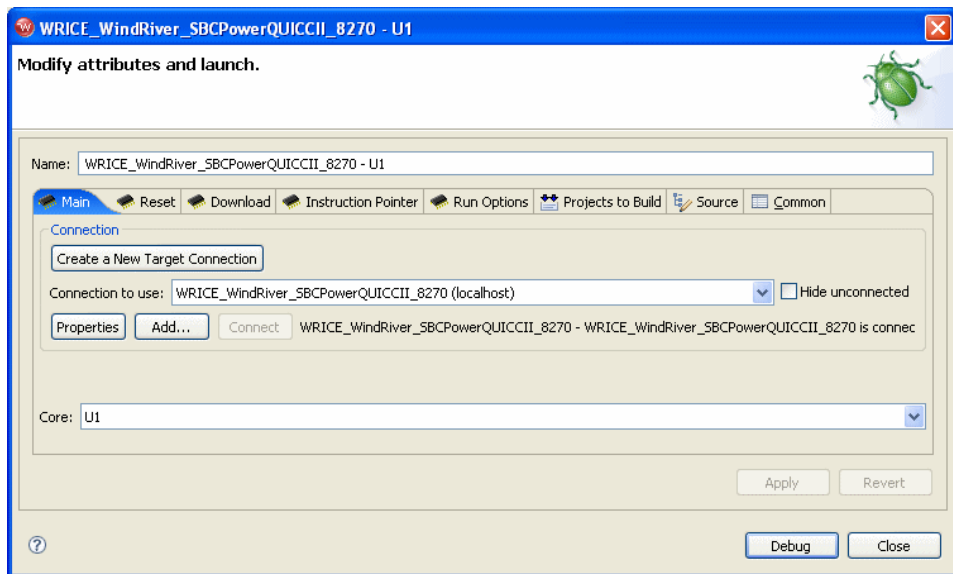 WRICE_WindRiver_SBCPowerQUICCII_8270 - U1
Modify attributes and launch.
Name: WRICE_WindRiver_SBCPowerQUICCII_8270 - U1
Main Reset Download Instruction Pointer Run Options Projects to Build Source Common
Connection
Create a New Target Connection
Connection to use: WRICE_WindRiver_SBCPowerQUICCII_8270 (localhost) Hide unconnected
Properties Add... Connect WRICE_WindRiver_SBCPowerQUICCII_8270 - WRICE_WindRiver_SBCPowerQUICCII_8270 is connec
Core: U1
Apply Revert
? Debug Close